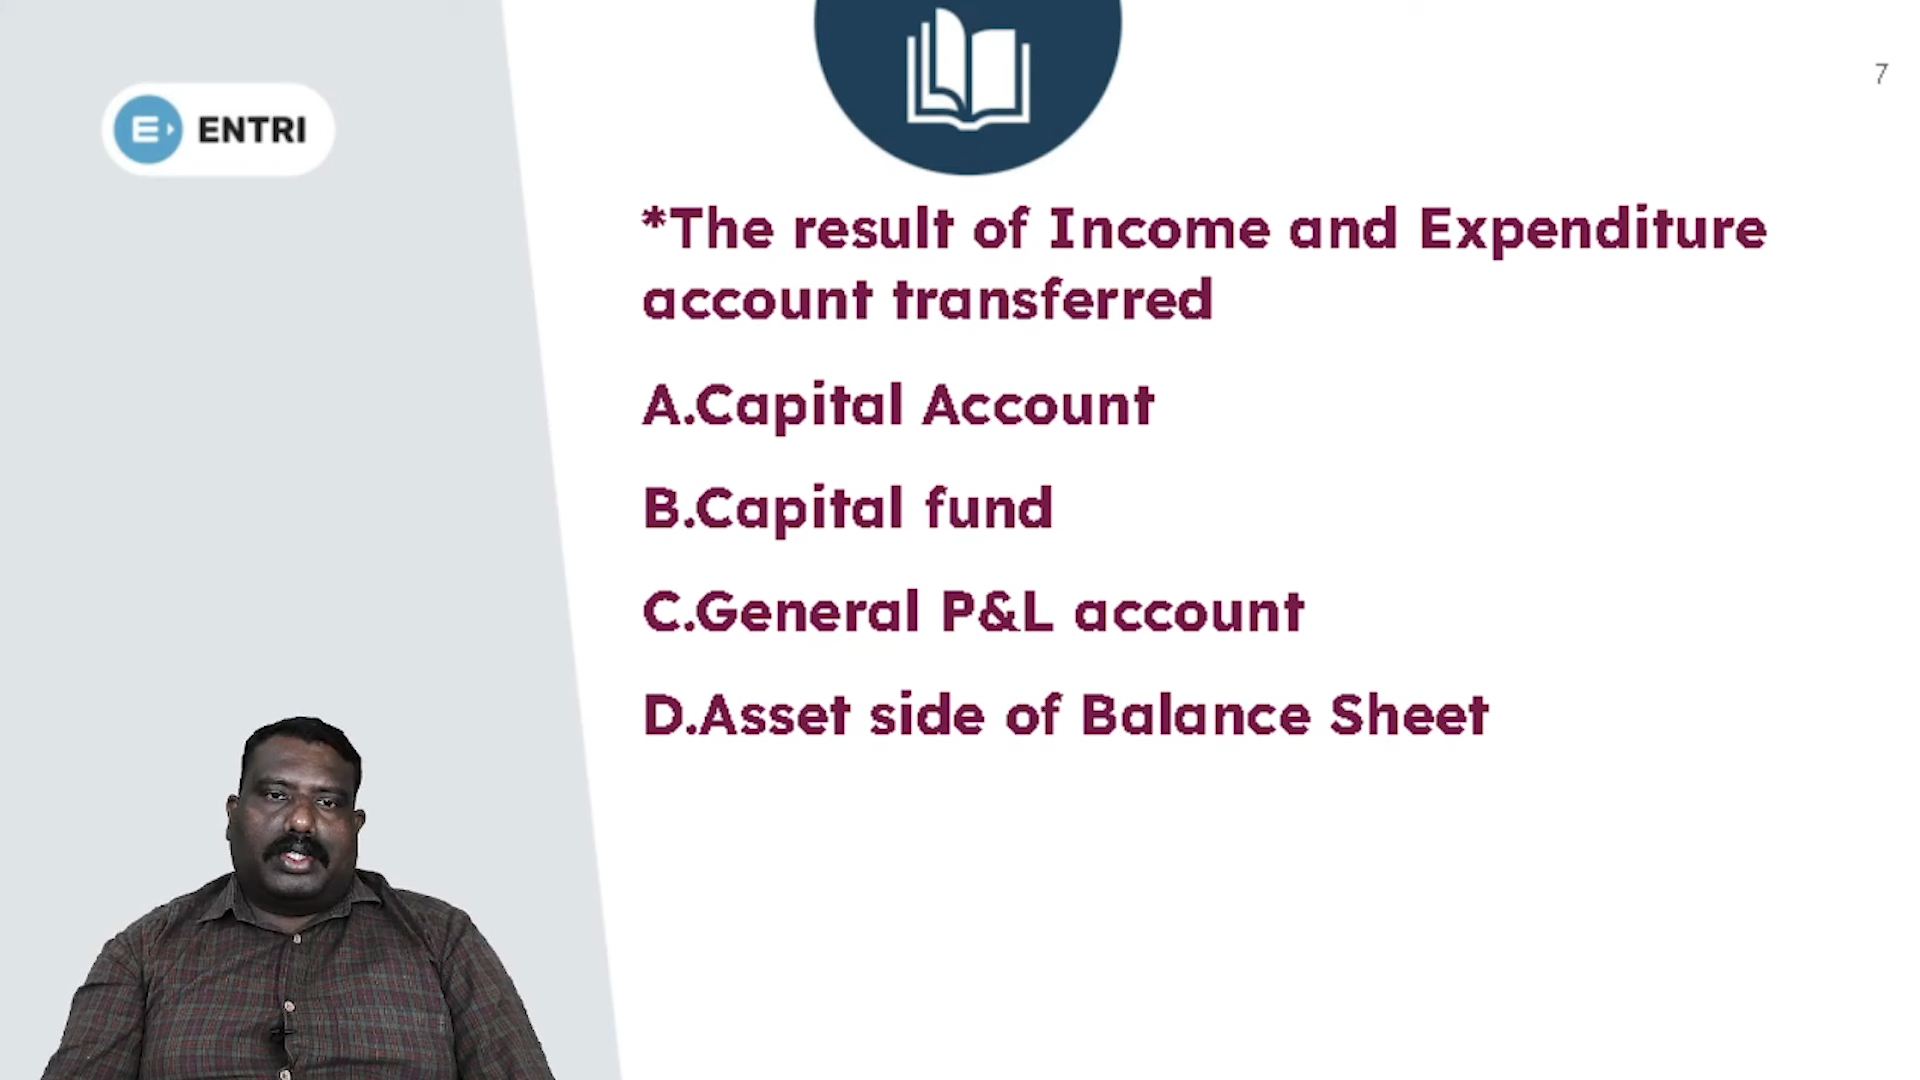 ENTRI
7
*The result of Income and Expenditure
account transferred
A.Capital Account
B.Capital fund
C.General P&L account
D.Asset side of Balance Sheet